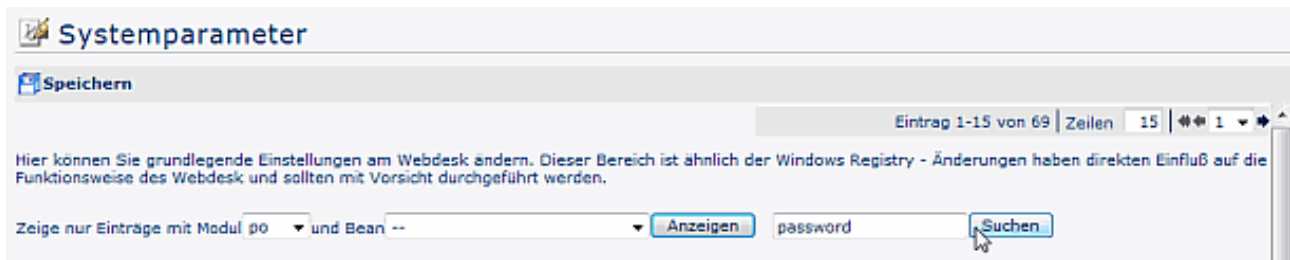 Systemparameter
Speichern
Eintrag 1-15 von 69 Zeilen 15 1
Hier können Sie grundlegende Einstellungen am Webdesk ändern. Dieser Bereich ist ähnlich der Windows Registry - Änderungen haben direkten Einfluß auf die
Funktionsweise des Webdesk und sollten mit Vorsicht durchgeführt werden.
Zeige nur Einträge mit Modul po und Bean -- Anzeigen password Suchen